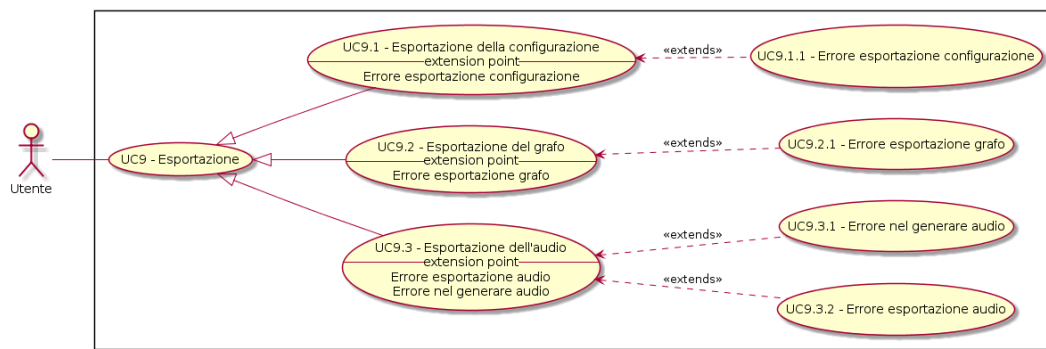 UC9.1 - Esportazione della configurazione
extension point
Errore esportazione configurazione
«extends»
UC9.1.1 - Errore esportazione configurazione
Utente
UC9 - Esportazione
UC9.2 - Esportazione del grafo
extension point
Errore esportazione grafo
«extends»
UC9.2.1 - Errore esportazione grafo
UC9.3 - Esportazione dell'audio
extension point
Errore esportazione audio
Errore nel generare audio
«extends»
UC9.3.1 - Errore nel generare audio
«extends»
UC9.3.2 - Errore esportazione audio